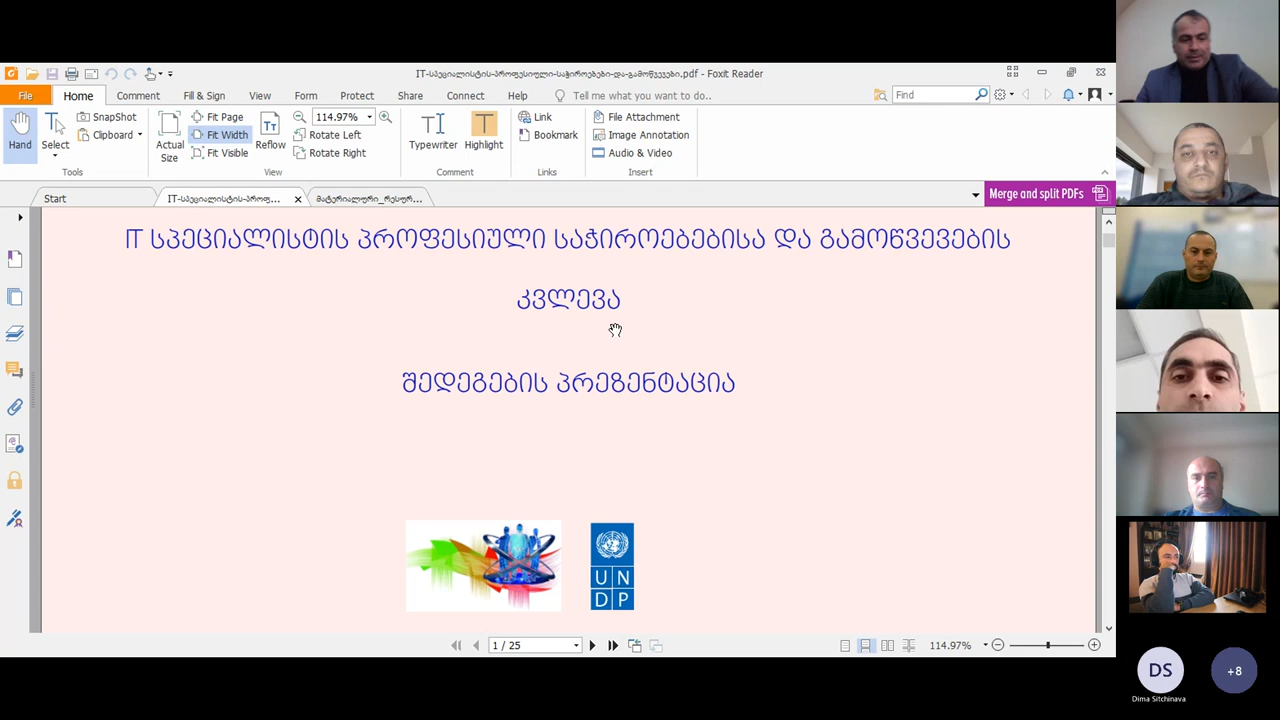 IT-სპეციალისტის-პროფესიული-საჭიროებები-და-გამოწვევები.pdf - Foxit Reader
File Home Comment Fill & Sign View Form Protect Share Connect Help Tell me what you want to do.. Find
Hand
Select
SnapShot
Clipboard
Tools
Actual Size
Fit Page
Fit Width
Fit Visible
Reflow
114.97%
Rotate Left
Rotate Right
View
Typewriter
Highlight
Comment
Link
Bookmark
Links
File Attachment
Image Annotation
Audio & Video
Insert
Start
IT-სპეციალისტის-პროფ...
მატერიალური_რესურ...
Merge and split PDFs
IT სპეციალისტის პროფესიული საჭიროებებისა და გამოწვევების
კვლევა
შედეგების პრეზენტაცია
U N
D P
1 / 25
114.97%
DS
Dima Sitchinava
+8